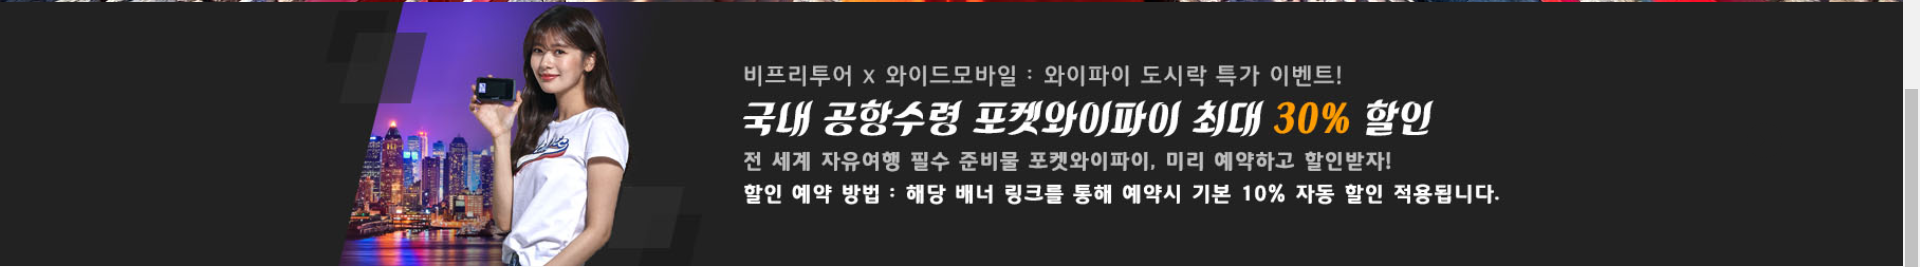 비프리투어 x 와이드모바일 : 와이파이 도시락 특가 이벤트!
국내 공항수령 포켓와이파이 최대 30% 할인
전 세계 자유여행 필수 준비물 포켓와이파이, 미리 예약하고 할인받자!
할인 예약 방법 : 해당 배너 링크를 통해 예약시 기본 10% 자동 할인 적용됩니다.